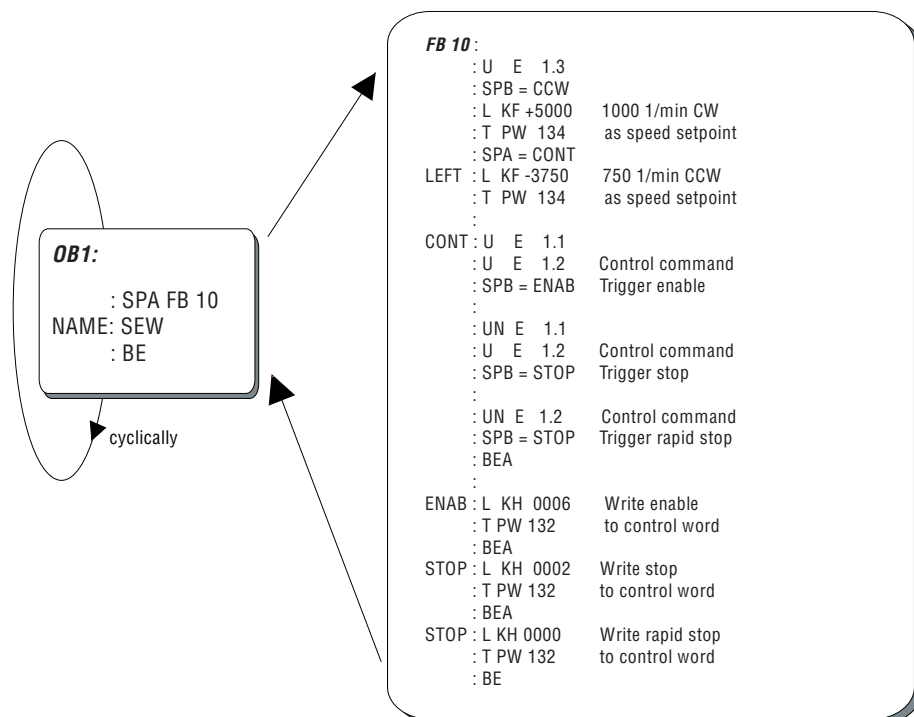 OB1:
: SPA FB 10
NAME: SEW
: BE
cyclically
FB 10 :
: U E 1.3
: SPB = CCW
: L KF +5000 1000 1/min CW
: T PW 134 as speed setpoint
: SPA = CONT
LEFT : L KF -3750 750 1/min CCW
: T PW 134 as speed setpoint
:
CONT : U E 1.1
: U E 1.2 Control command
: SPB = ENAB Trigger enable
:
: UN E 1.1
: U E 1.2 Control command
: SPB = STOP Trigger stop
:
: UN E 1.2 Control command
: SPB = STOP Trigger rapid stop
: BEA
:
ENAB : L KH 0006 Write enable
: T PW 132 to control word
: BEA
STOP : L KH 0002 Write stop
: T PW 132 to control word
: BEA
STOP : L KH 0000 Write rapid stop
: T PW 132 to control word
: BE